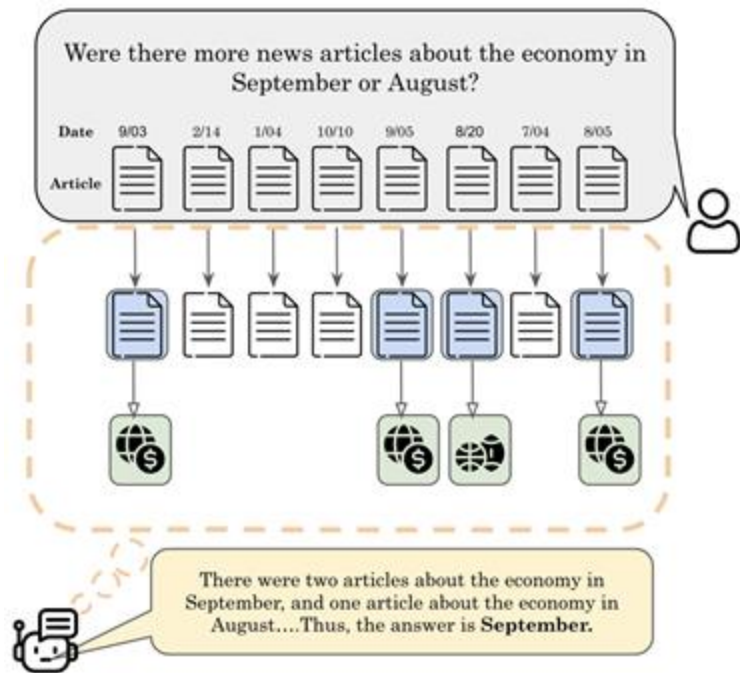 Were there more news articles about the economy in
September or August?
Date 9/03 2/14 1/04 10/10 9/05 8/20 7/04 8/05
Article
$ $ $
There were two articles about the economy in
September, and one article about the economy in
August....Thus, the answer is September.